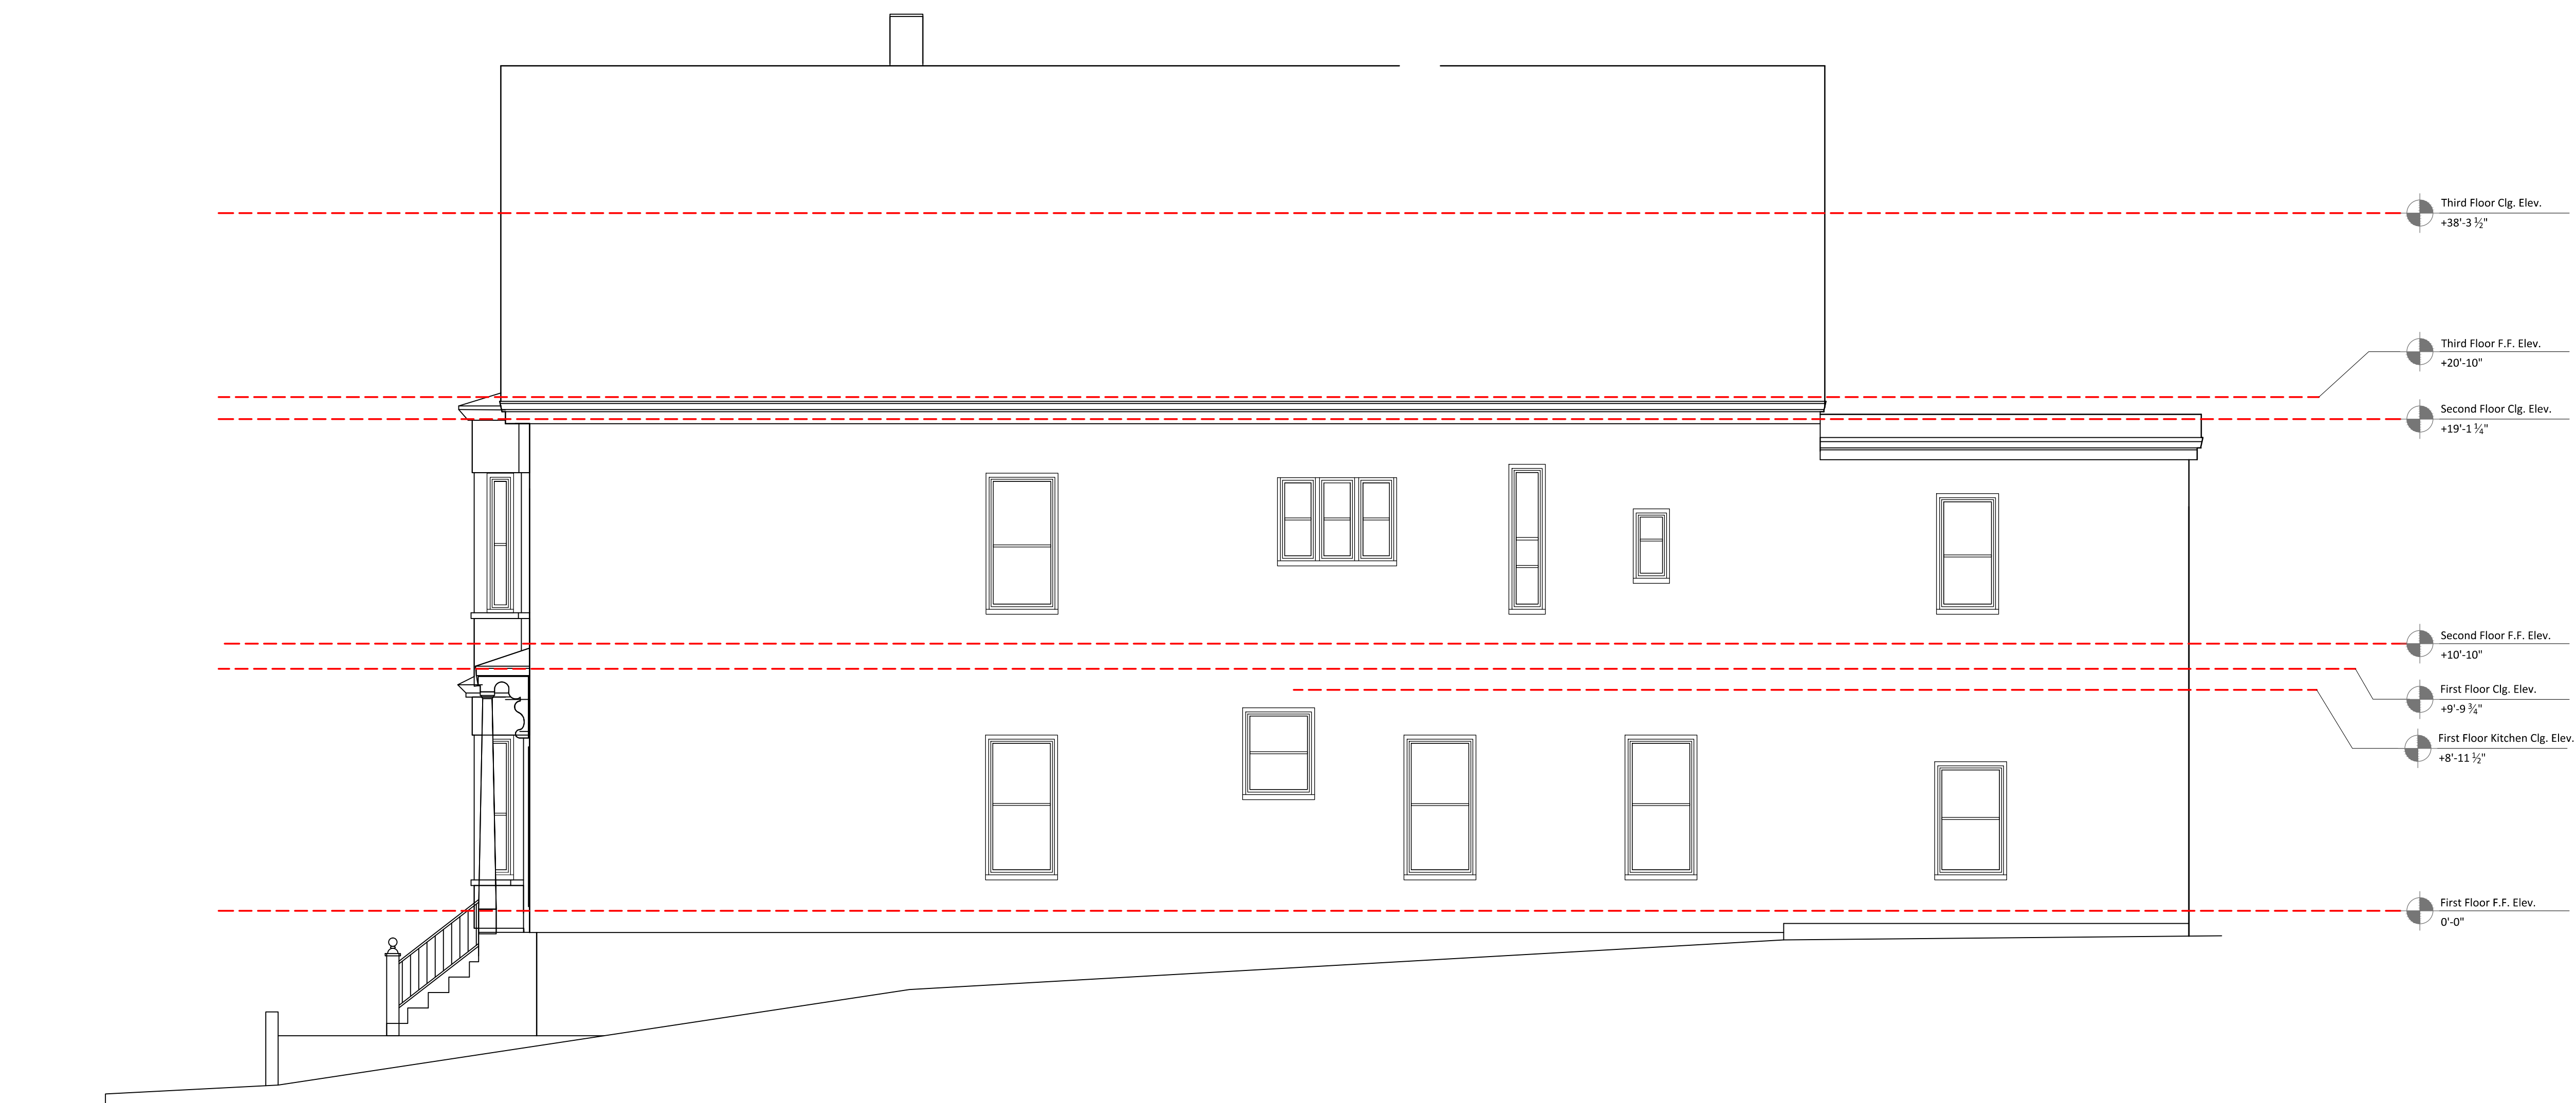 Third Floor Clg. Elev.
+38'-3 ½"
Third Floor F.F. Elev.
+20'-10"
Second Floor Clg. Elev.
+19'-1 ¼"
Second Floor F.F. Elev.
+10'-10"
First Floor Clg. Elev.
+9'-9 ¾"
First Floor Kitchen Clg. Elev.
+8'-11 ½"
First Floor F.F. Elev.
0'-0"